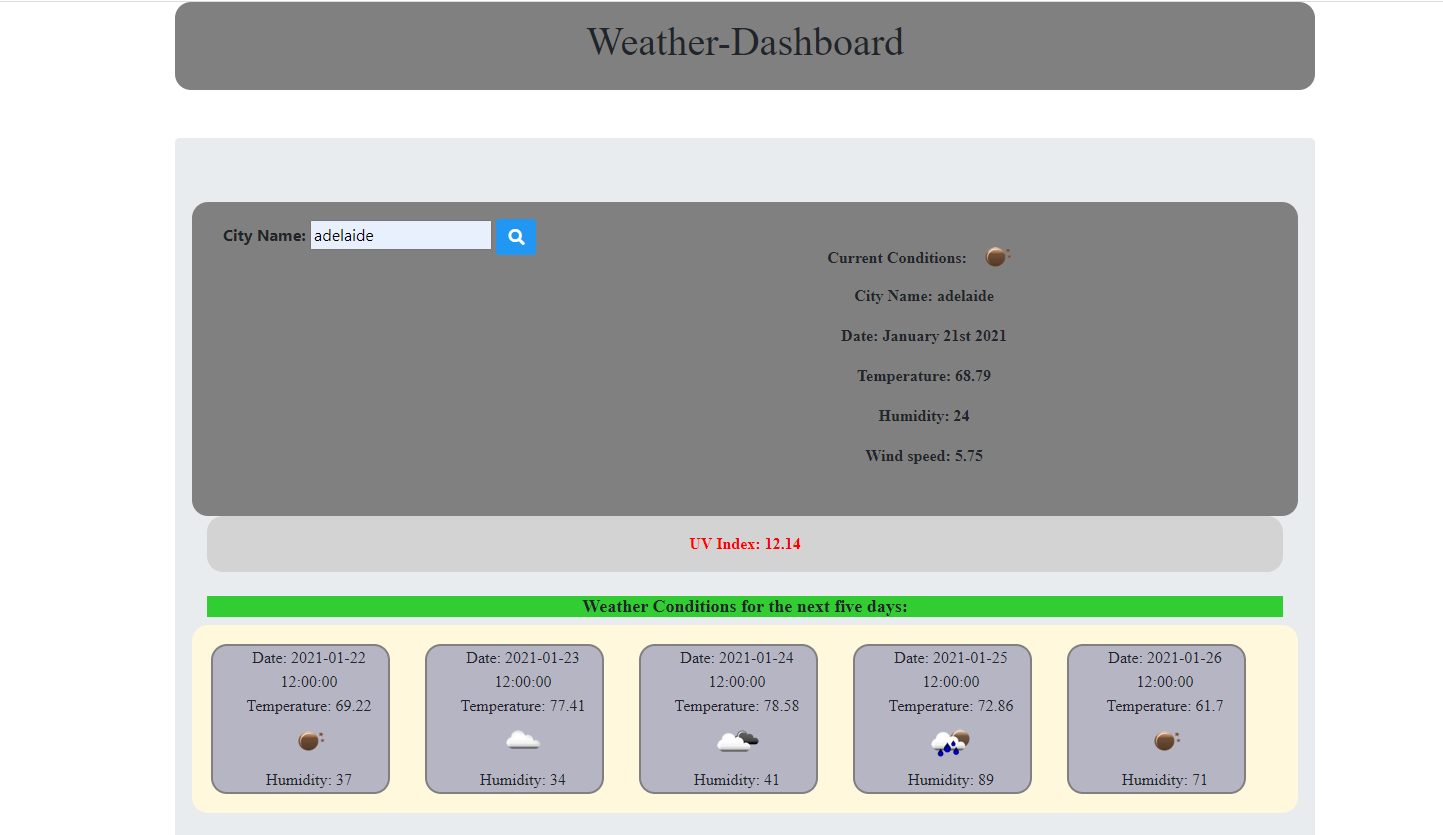 Weather-Dashboard
City Name: adelaide
Current Conditions:
City Name: adelaide
Date: January 21st 2021
Temperature: 68.79
Humidity: 24
Wind speed: 5.75
UV Index: 12.14
Weather Conditions for the next five days:
Date: 2021-01-22
12:00:00
Temperature: 69.22
Humidity: 37
Date: 2021-01-23
12:00:00
Temperature: 77.41
Humidity: 34
Date: 2021-01-24
12:00:00
Temperature: 78.58
Humidity: 41
Date: 2021-01-25
12:00:00
Temperature: 72.86
Humidity: 89
Date: 2021-01-26
12:00:00
Temperature: 61.7
Humidity: 71